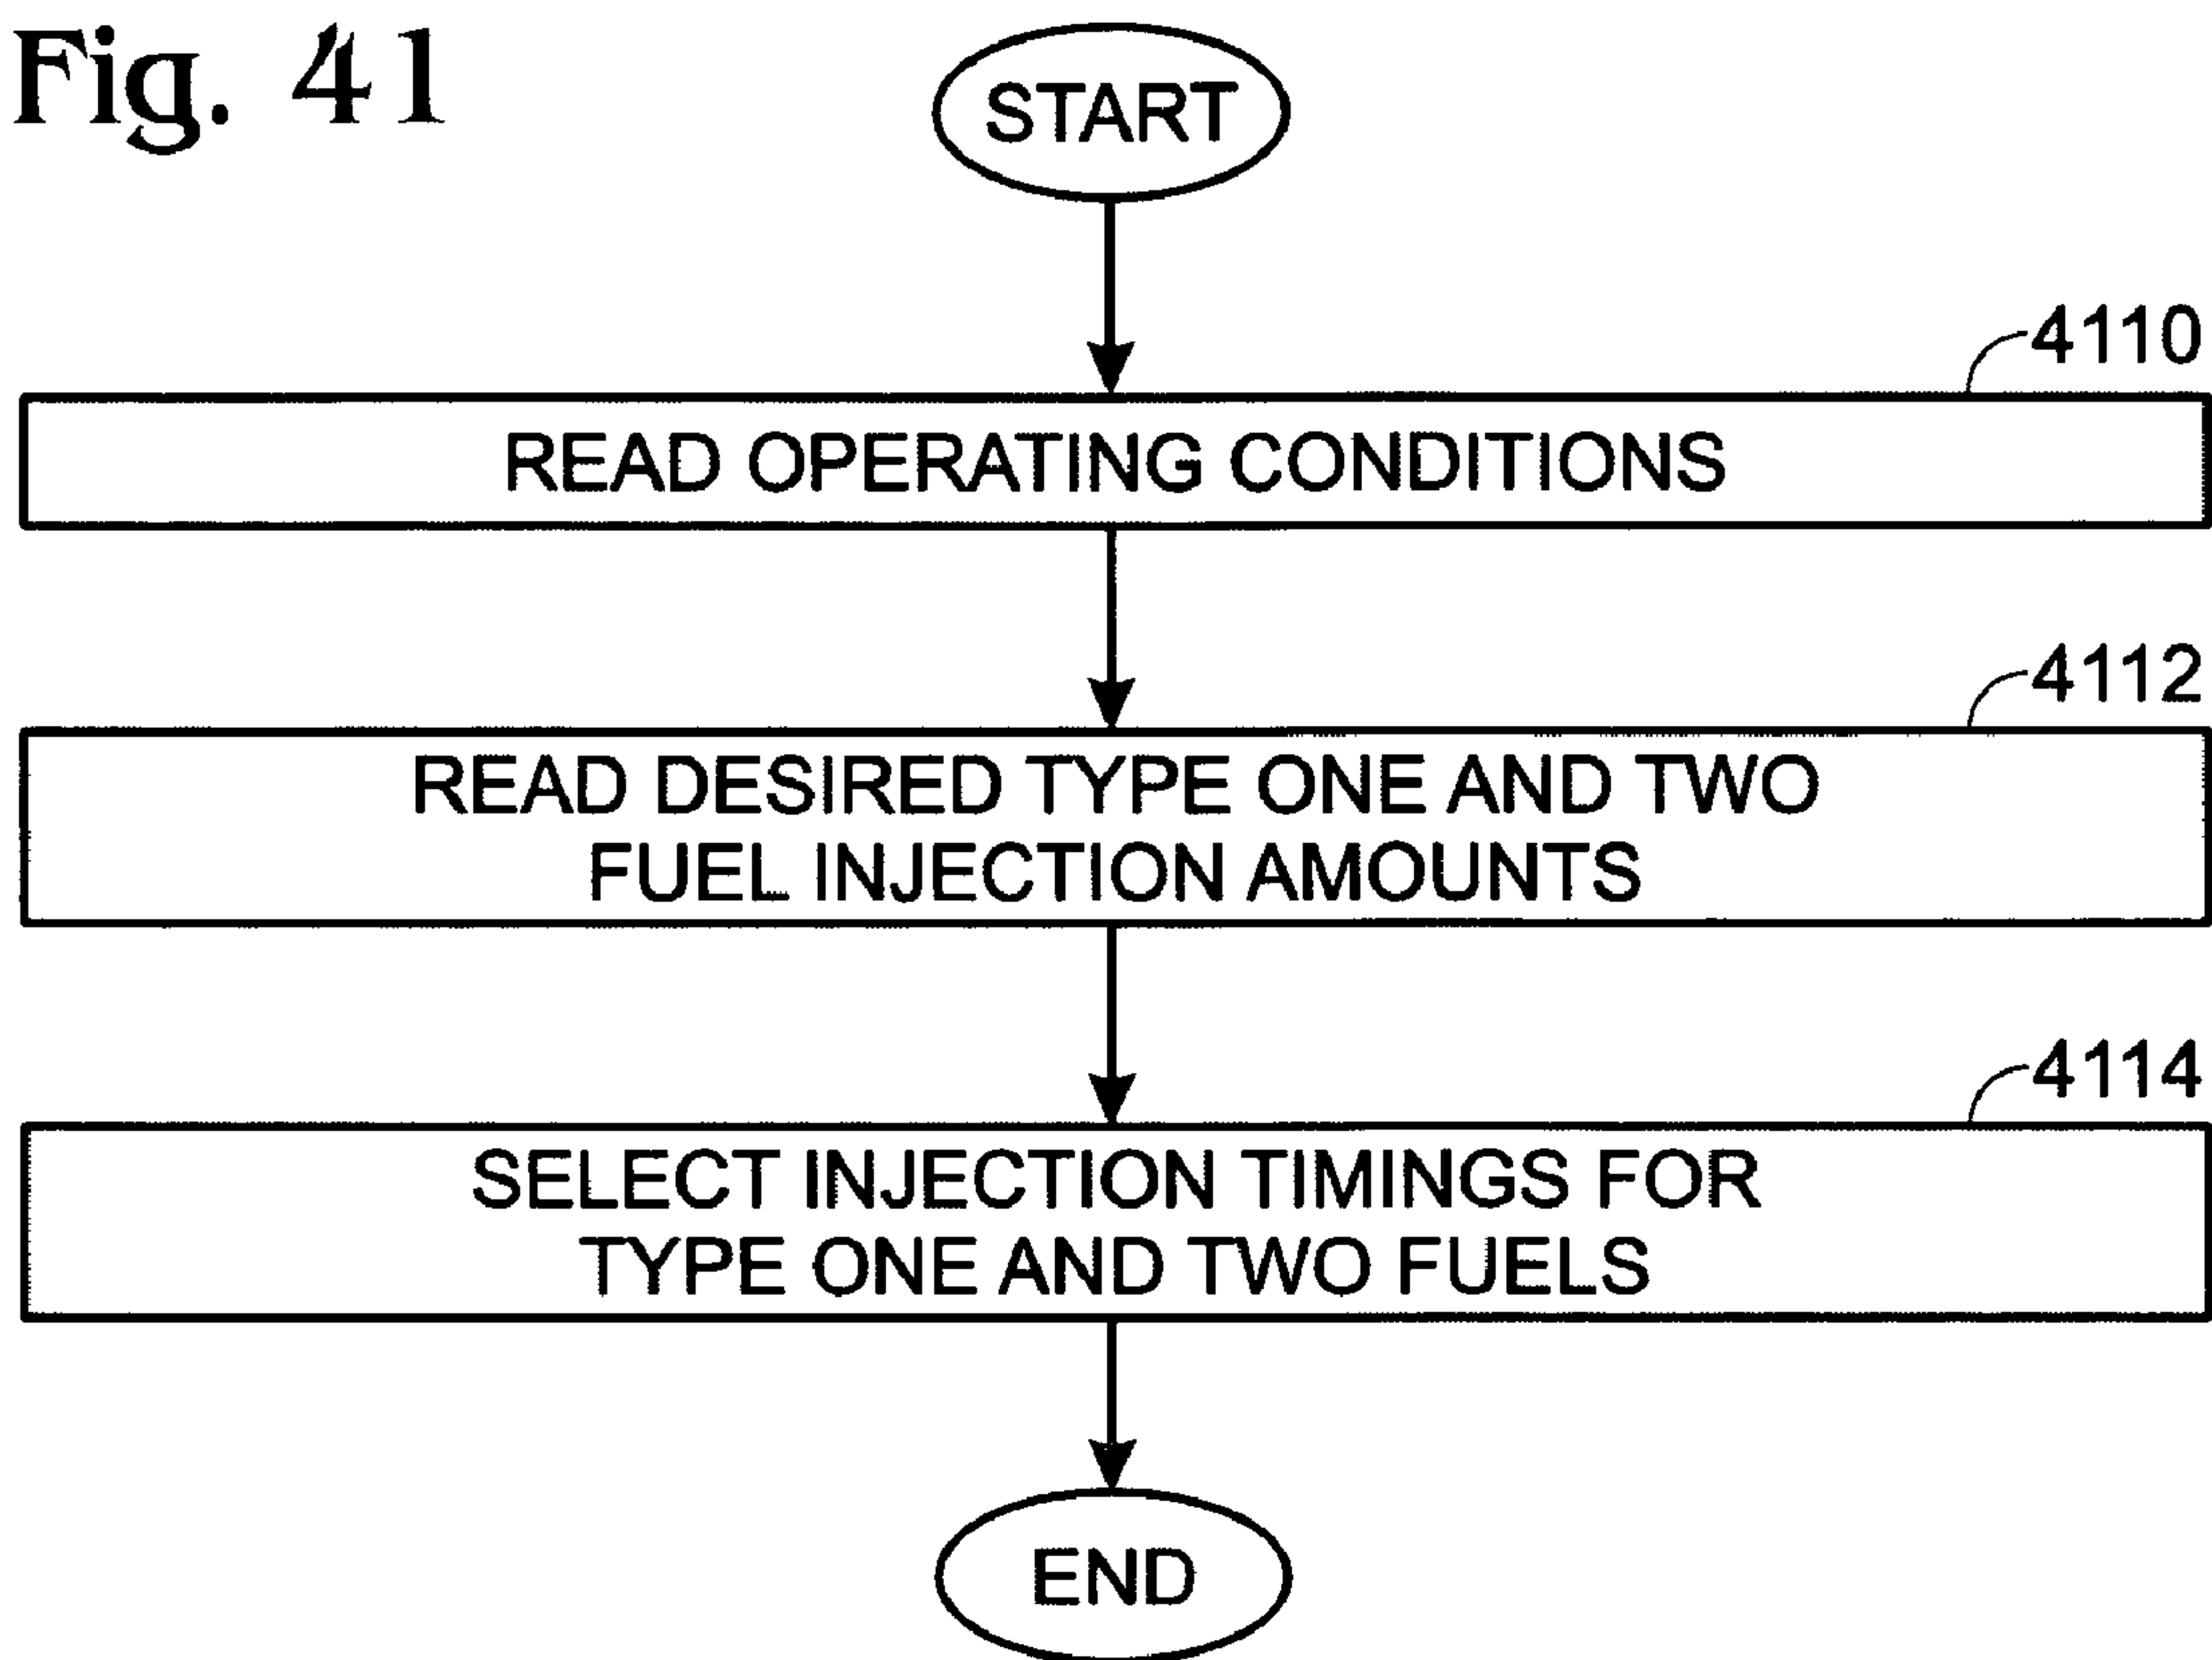 Fig. 41
START
4110
READ OPERATING CONDITIONS
4112
READ DESIRED TYPE ONE AND TWO
FUEL INJECTION AMOUNTS
4114
SELECT INJECTION TIMINGS FOR
TYPE ONE AND TWO FUELS
END